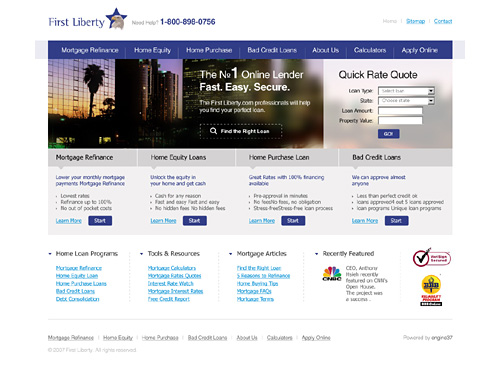 First Liberty
Need Help? 1-800-898-0756
Home | Sitemap | Contact
Mortgage Refinance
Home Equity
Home Purchase
Bad Credit Loans
About Us
Calculators
Apply Online
The №1 Online Lender
Fast. Easy. Secure.
The First Liberty.com professionals will help
you find your perfect loan.
Find the Right Loan
Quick Rate Quote
Loan Type: Select loan
State: Choose state
Loan Amount:
Property Value:
GO!
Mortgage Refinance
Lower your monthly mortgage
payments Mortgage Refinance
Lowest rates
Refinance up to 100%
No out of pocket costs
Learn More Start
Home Equity Loans
Unlock the equity in
your home and get cash
Cash for any reason
Fast and easy Fast and easy
No hidden fees No hidden fees
Learn More Start
Home Purchase Loan
Great Rates with 100% financing
available
Pre-approval in minutes
No feesNo fees, no obligation
Stress-freeStress-free loan process
Learn More Start
Bad Credit Loans
We can approve almost
anyone
Less than perfect credit ok
loans approvedH out 5 loans approved
loan programs Unique loan programs
Learn More Start
Home Loan Programs
Mortgage Refinance
Home Equity Loan
Home Purchase Loans
Bad Credit Loans
Debt Consolidation
Tools & Resources
Mortgage Calculators
Mortgage Rates Quotes
Interest Rate Watch
Mortgage Interest Rates
Free Credit Report
Mortgage Articles
Find the Right Loan
5 Reasons to Refinance
Home Buying Tips
Mortgage FAQs
Mortgage Terms
Recently Featured
CNBC
CEO, Anthony
Hsieh recently
featured on CNN's
Open House.
The project was
a success .
VeriSign
Secured
Mortgage Refinance | Home Equity | Home Purchase | Bad Credit Loans | About Us | Calculators | Apply Online
Powered by engine37
© 2007 First Liberty. All rights reserved